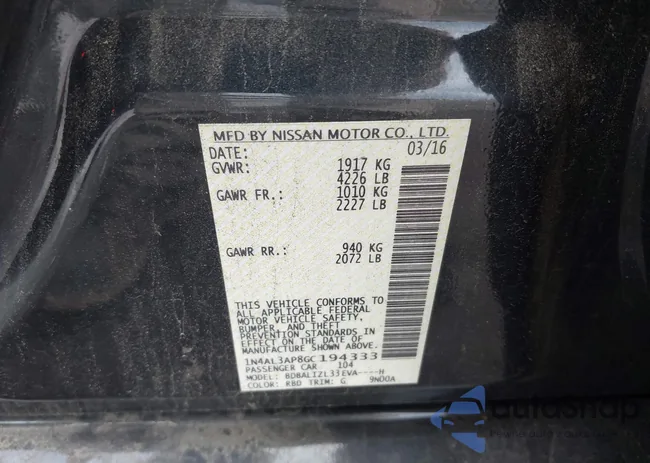 MFD BY NISSAN MOTOR CO., LTD.
DATE: 03/16
GVWR: 1917 KG
4226 LB
GAWR FR.: 1010 KG
2227 LB
GAWR RR.: 940 KG
2072 LB
THIS VEHICLE CONFORMS TO
ALL APPLICABLE FEDERAL
MOTOR VEHICLE SAFETY,
BUMPER, AND THEFT
PREVENTION STANDARDS IN
EFFECT ON THE DATE OF
MANUFACTURE SHOWN ABOVE.
1N4AL3AP8GC194333
PASSENGER CAR 104
MODEL: BDBALIZL33EVA----H
COLOR: KBD TRIM: G 9N00A
AutoSnap